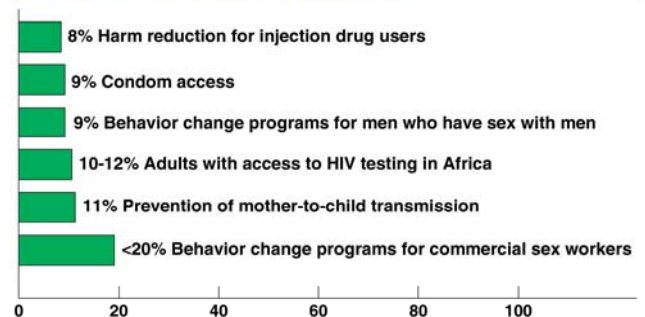 8% Harm reduction for injection drug users
9% Condom access
9% Behavior change programs for men who have sex with men
10-12% Adults with access to HIV testing in Africa
11% Prevention of mother-to-child transmission
<20% Behavior change programs for commercial sex workers
0 20 40 60 80 100